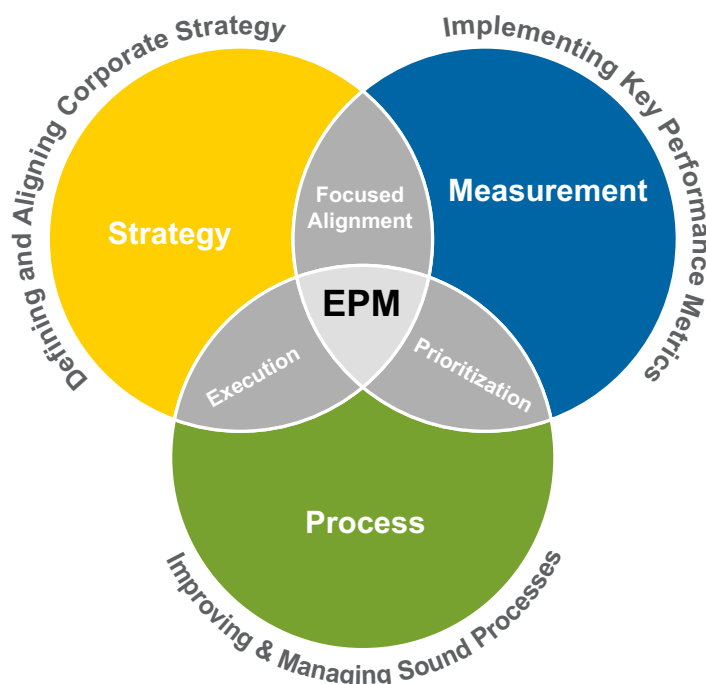 Defining and Aligning Corporate Strategy
Implementing Key Performance Metrics
Focused
Alignment
Measurement
Strategy
EPM
Execution
Prioritization
Process
Improving & Managing Sound Processes